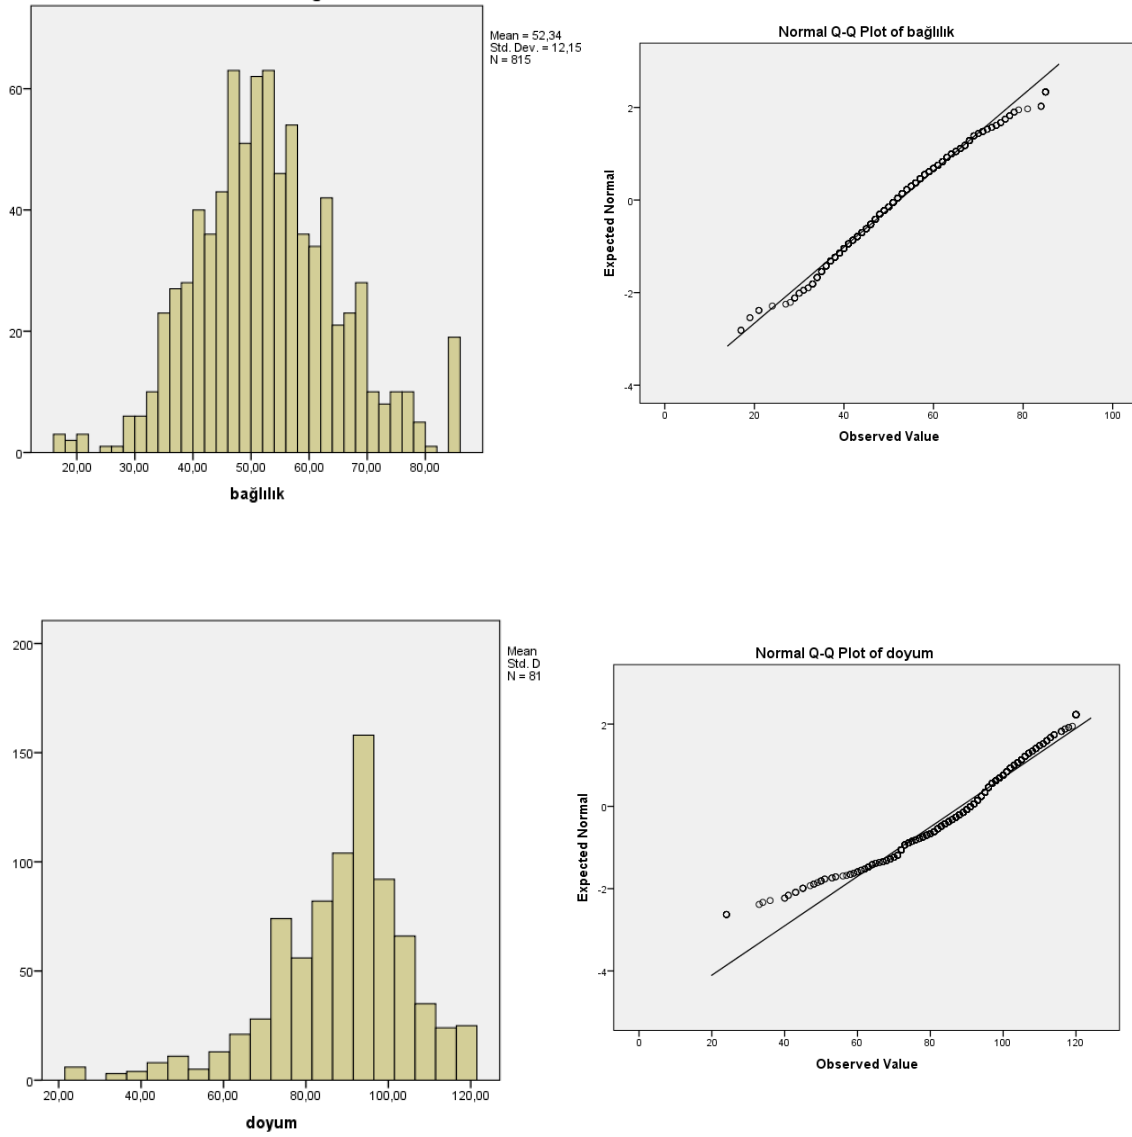 Mean = 52,34
Std. Dev. = 12,15
N = 815
60
40
20
0
20,00 30,00 40,00 50,00 60,00 70,00 80,00
bağlılık
Normal Q-Q Plot of bağlılık
Expected Normal
2
0
-2
-4
0 20 40 60 80 100
Observed Value
Mean
Std. D
N = 81
200
150
100
50
0
20,00 40,00 60,00 80,00 100,00 120,00
doyum
Normal Q-Q Plot of doyum
Expected Normal
2
0
-2
-4
0 20 40 60 80 100 120
Observed Value